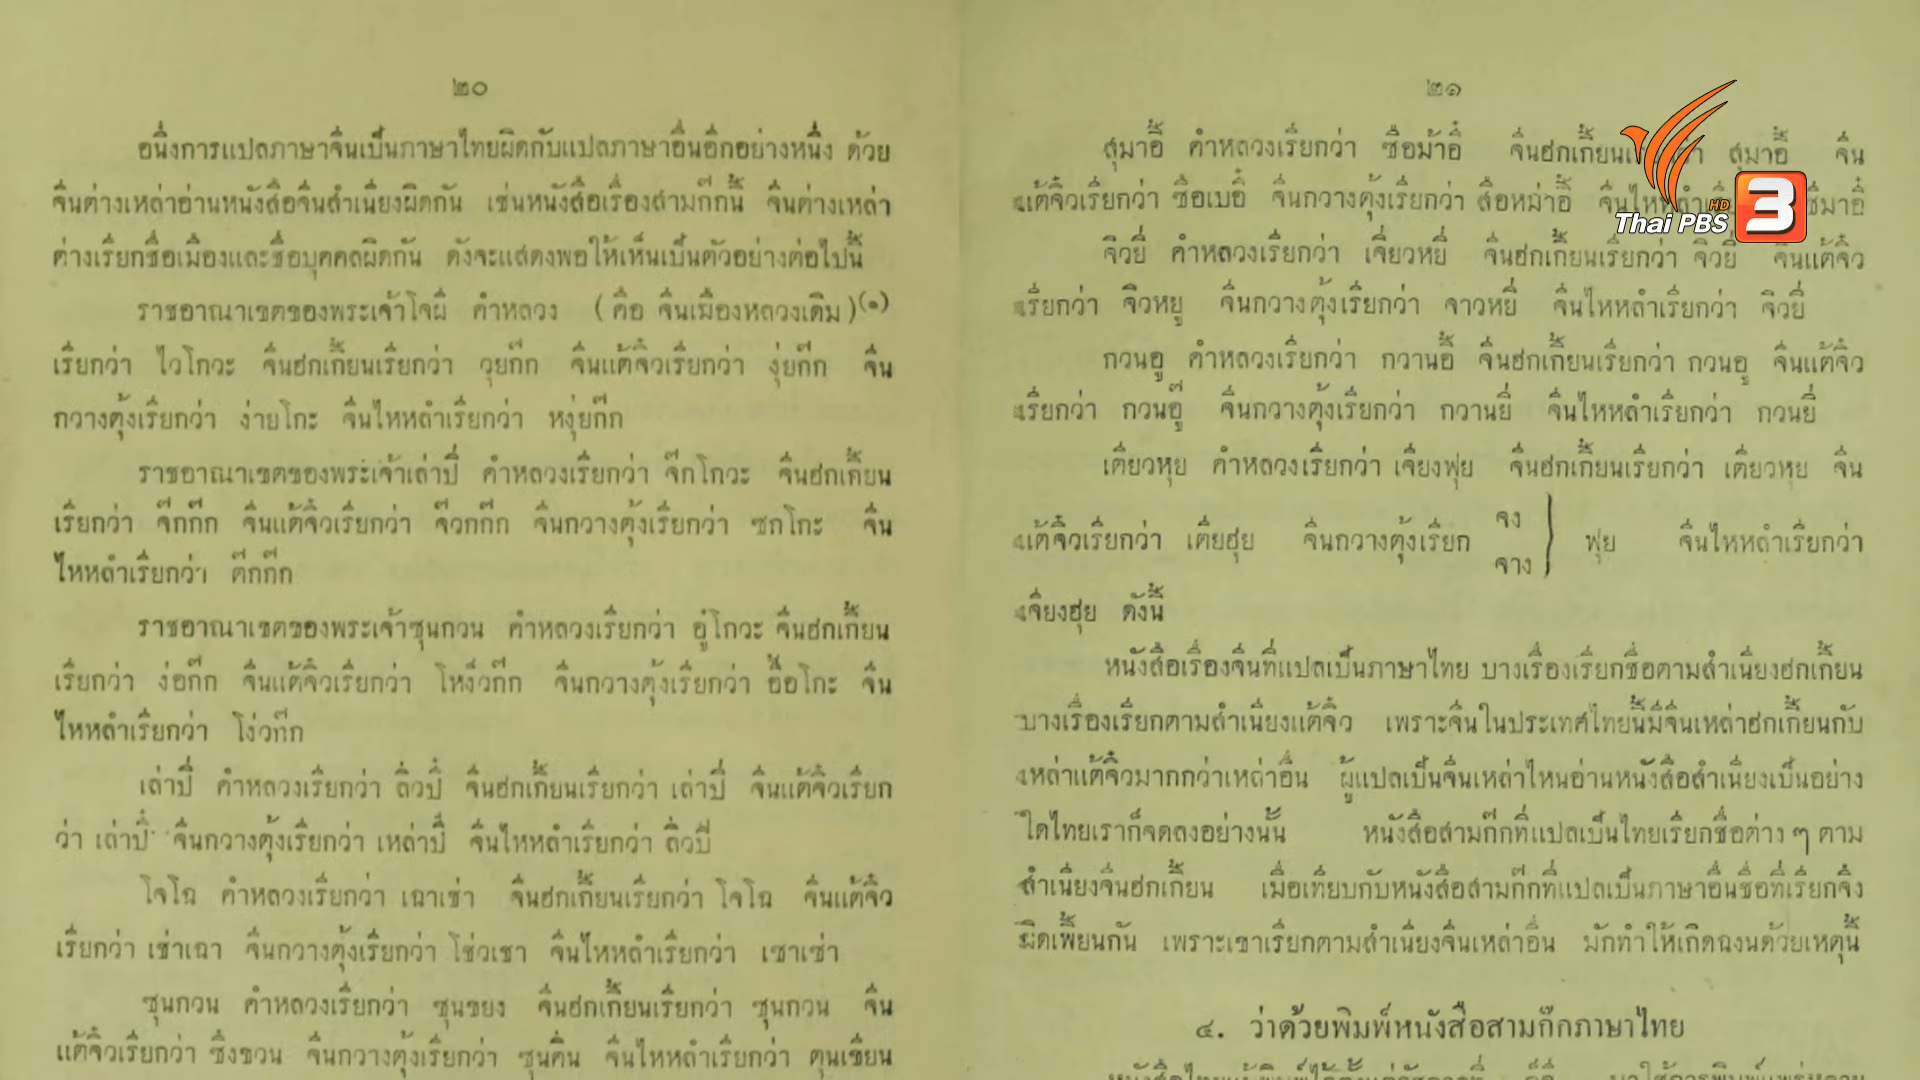 ๒๐
อนึ่งการแปลภาษาจีนเป็นภาษาไทยผิดกับแปลภาษาอื่นอีกอย่างหนึ่ง ด้วย
จีนต่างเหล่าอ่านหนังสือจีนสำเนียงผิดกัน เช่นหนังสือเรื่องสามก๊กนี้ จีนต่างเหล่า
ต่างเรียกชื่อเมืองและชื่อบุคคลผิดกัน ดังจะแสดงพอให้เห็นเป็นตัวอย่างต่อไปนี้
ราชอาณาเขตของพระเจ้าโจผี คำหลวง (คือ จีนเมืองหลวงเดิม)(๑)
เรียกว่า ไวโกวะ จีนฮกเกี้ยนเรียกว่า วุยก๊ก จีนแต้จิ๋วเรียกว่า งุ่ยก๊ก จีน
กวางตุ้งเรียกว่า ง่ายโกะ จีนไหหลำเรียกว่า หงุ่ยก๊ก
ราชอาณาเขตของพระเจ้าเล่าปี่ คำหลวงเรียกว่า จ๊กโกวะ จีนฮกเกี้ยน
เรียกว่า จ๊กก๊ก จีนแต้จิ๋วเรียกว่า จ๊วกก๊ก จีนกวางตุ้งเรียกว่า ซกโกะ จีน
ไหหลำเรียกว่า ต๊กก๊ก
ราชอาณาเขตของพระเจ้าซุนกวน คำหลวงเรียกว่า อู๋โกวะ จีนฮกเกี้ยน
เรียกว่า ง่อก๊ก จีนแต้จิ๋วเรียกว่า โหง็วก๊ก จีนกวางตุ้งเรียกว่า อื้อโกะ จีน
ไหหลำเรียกว่า โง่วก๊ก
เล่าปี่ คำหลวงเรียกว่า ลิ่วปี๋ จีนฮกเกี้ยนเรียกว่า เล่าปี่ จีนแต้จิ๋วเรียก
ว่า เล่าปี๋ จีนกวางตุ้งเรียกว่า เหล่าปี๋ จีนไหหลำเรียกว่า ลิ่วปี่
โจโฉ คำหลวงเรียกว่า เฉาเช่า จีนฮกเกี้ยนเรียกว่า โจโฉ จีนแต้จิ๋ว
เรียกว่า เช่าเฉา จีนกวางตุ้งเรียกว่า โช่วเชา จีนไหหลำเรียกว่า เซาเซ่า
ซุนกวน คำหลวงเรียกว่า ซุนขยง จีนฮกเกี้ยนเรียกว่า ซุนกวน จีน
แต้จิ๋วเรียกว่า ซึงขวน จีนกวางตุ้งเรียกว่า ซุนคิน จีนไหหลำเรียกว่า ตุนเขียน
๒๑
สุมาอี้ คำหลวงเรียกว่า ซือม้าอี๋ จีนฮกเกี้ยน สุมาอี้ จีน
แต้จิ๋วเรียกว่า ซือเบอี๋ จีนกวางตุ้งเรียกว่า สือหม่าอี้ ซีมาอี๋
จิวยี่ คำหลวงเรียกว่า เจี่ยวหยี จีนฮกเกี้ยนเรียกว่า จิวยี่ จีนแต้จิ๋ว
เรียกว่า จิวหยู จีนกวางตุ้งเรียกว่า จาวหยี่ จีนไหหลำเรียกว่า จิวยี่
กวนอู คำหลวงเรียกว่า กวานอี้ จีนฮกเกี้ยนเรียกว่า กวนอู จีนแต้จิ๋ว
เรียกว่า กวนอู๊ จีนกวางตุ้งเรียกว่า กวานยี่ จีนไหหลำเรียกว่า กวนยี่
เตียวหุย คำหลวงเรียกว่า เจียงฟุย จีนฮกเกี้ยนเรียกว่า เตียวหุย จีน
แต้จิ๋วเรียกว่า เตียฮุย จีนกวางตุ้งเรียก จง จาง ฟุย จีนไหหลำเรียกว่า
เจียงฮุย ดังนี้
หนังสือเรื่องจีนที่แปลเป็นภาษาไทย บางเรื่องเรียกชื่อตามสำเนียงฮกเกี้ยน
บางเรื่องเรียกตามสำเนียงแต้จิ๋ว เพราะจีนในประเทศไทยนี้มีจีนเหล่าฮกเกี้ยนกับ
เหล่าแต้จิ๋วมากกว่าเหล่าอื่น ผู้แปลเป็นจีนเหล่าไหนอ่านหนังสือสำเนียงเป็นอย่าง
ใดไทยเราก็จดลงอย่างนั้น หนังสือสามก๊กที่แปลเป็นไทยเรียกชื่อต่าง ๆ ตาม
สำเนียงจีนฮกเกี้ยน เมื่อเทียบกับหนังสือสามก๊กที่แปลเป็นภาษาอื่นชื่อที่เรียกจึง
ผิดเพี้ยนกัน เพราะเขาเรียกตามสำเนียงจีนเหล่าอื่น มักทำให้เกิดฉงนด้วยเหตุนี้
๔. ว่าด้วยพิมพ์หนังสือสามก๊กภาษาไทย
Thai PBS HD 3